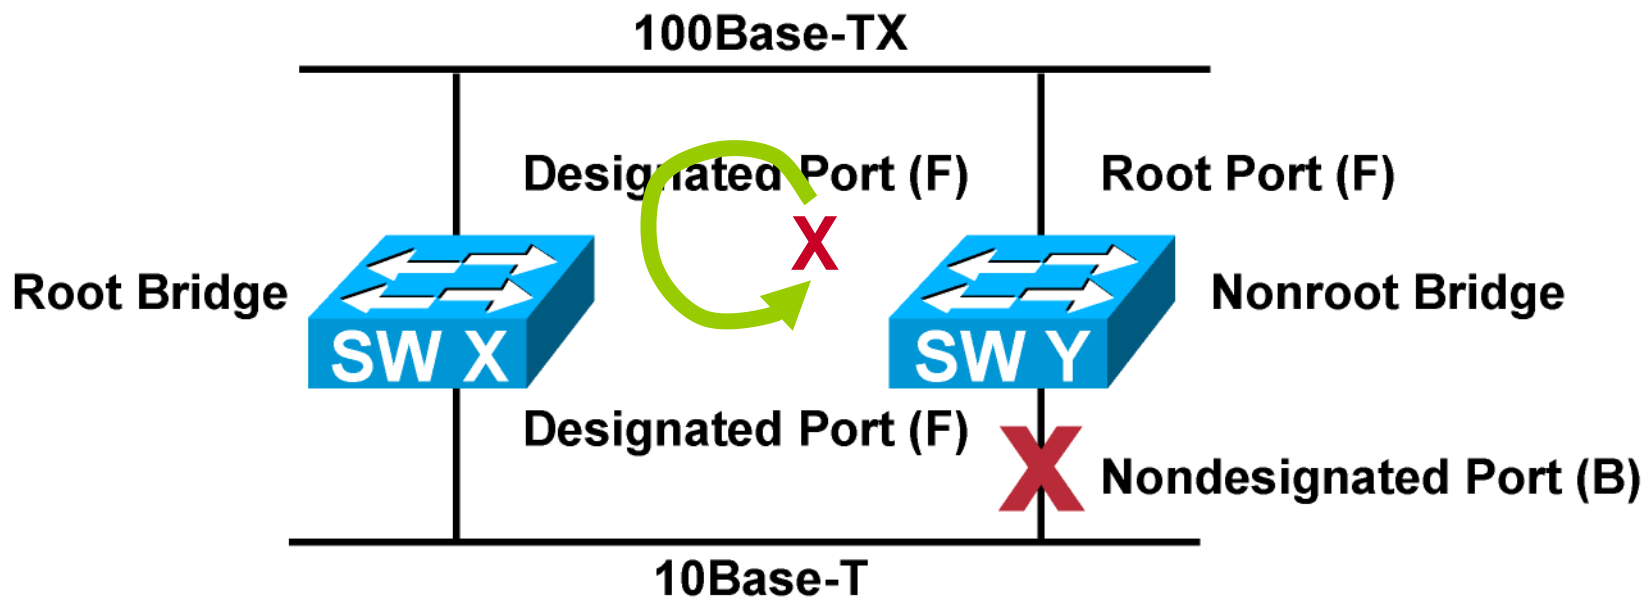 100Base-TX
Designated Port (F)
Root Port (F)
X
Root Bridge
Nonroot Bridge
SW X
SW Y
Designated Port (F)
X
Nondesignated Port (B)
10Base-T